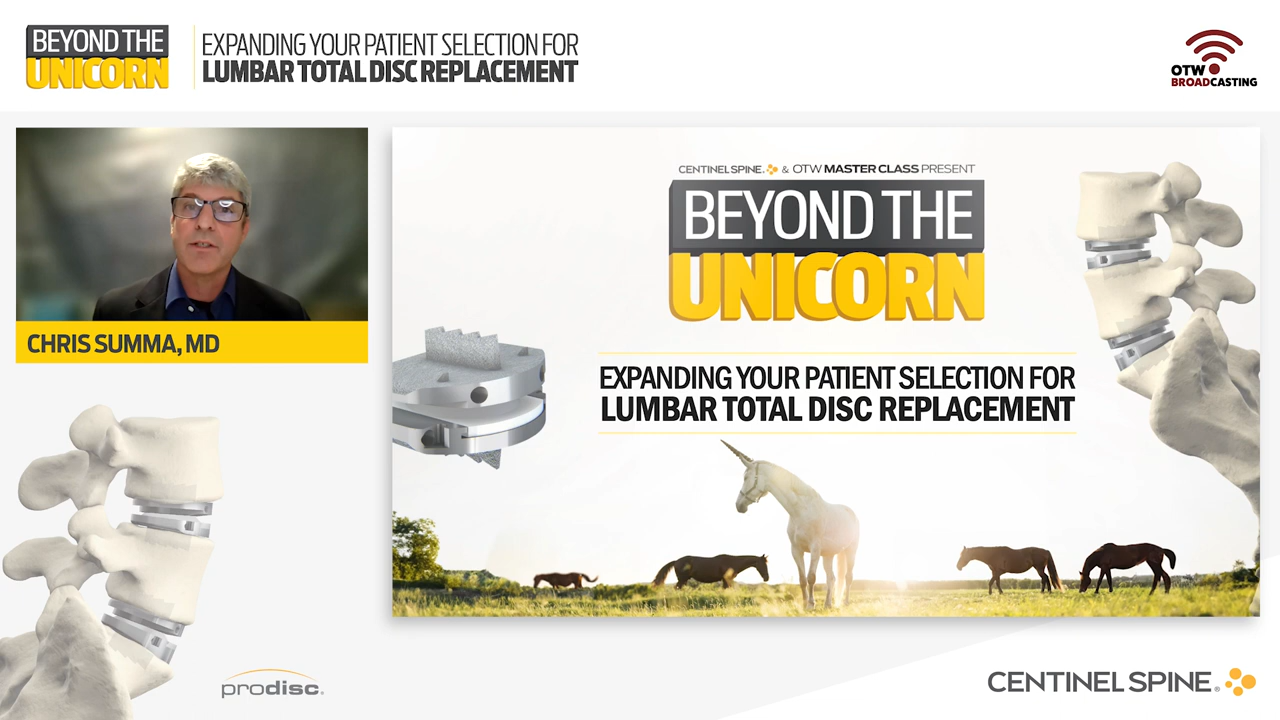 BEYOND THE
UNICORN
EXPANDING YOUR PATIENT SELECTION FOR
LUMBAR TOTAL DISC REPLACEMENT
OTW
BROADCASTING
CHRIS SUMMA, MD
CENTINEL SPINE® & OTW MASTER CLASS PRESENT
BEYOND THE
UNICORN
EXPANDING YOUR PATIENT SELECTION FOR
LUMBAR TOTAL DISC REPLACEMENT
prodisc®
CENTINEL SPINE®